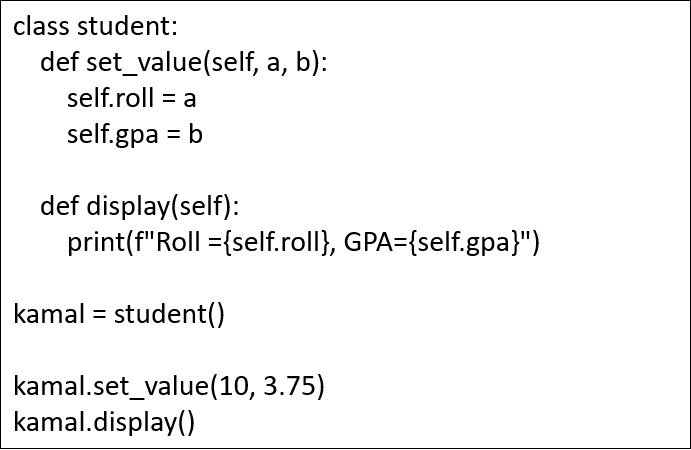 class student:
    def set_value(self, a, b):
        self.roll = a
        self.gpa = b
    def display(self):
        print(f"Roll ={self.roll}, GPA={self.gpa}")
kamal = student()
kamal.set_value(10, 3.75)
kamal.display()